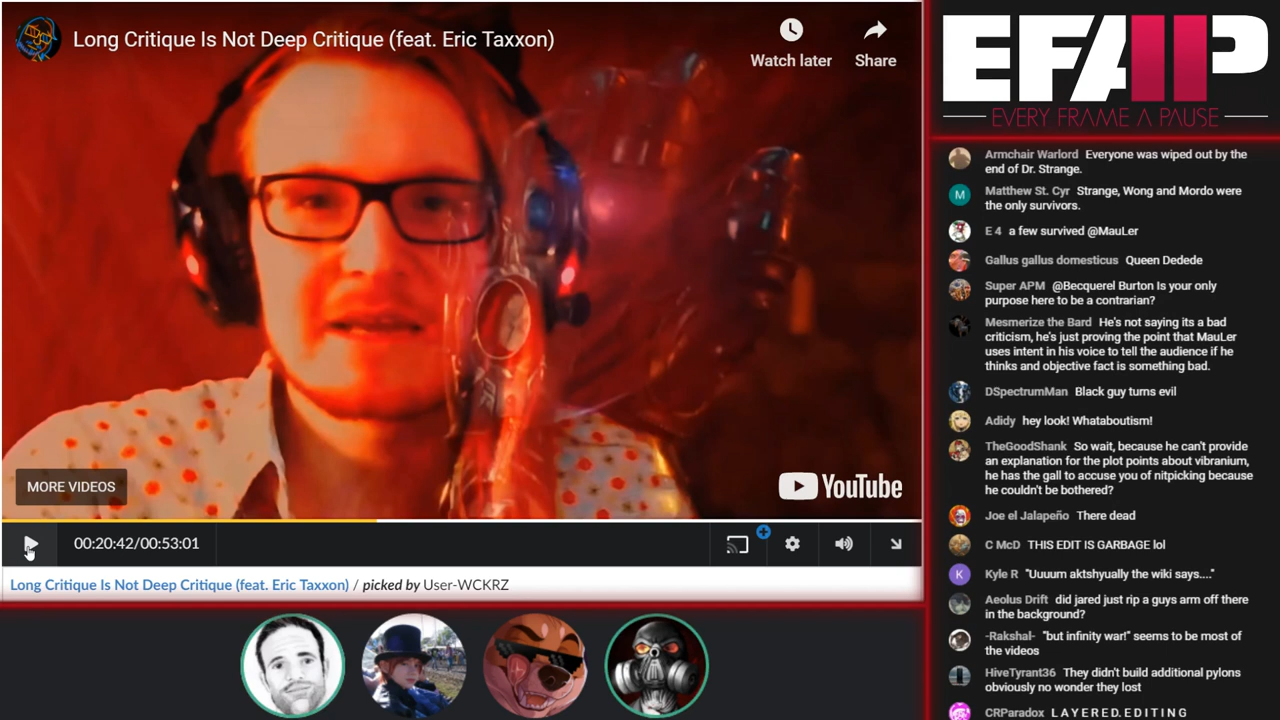 Long Critique Is Not Deep Critique (feat. Eric Taxxon)
Watch later
Share
MORE VIDEOS
YouTube
00:20:42/00:53:01
Long Critique Is Not Deep Critique (feat. Eric Taxxon) / picked by User-WCKRZ
EFAP
EVERY FRAME A PAUSE
Armchair Warlord Everyone was wiped out by the
end of Dr. Strange.
M
Matthew St. Cyr Strange, Wong and Mordo were
the only survivors.
E 4 a few survived @MauLer
Gallus gallus domesticus Queen Dedede
Super APM @Becquerel Burton Is your only
purpose here to be a contrarian?
Mesmerize the Bard He's not saying its a bad
criticism, he's just proving the point that MauLer
uses intent in his voice to tell the audience if he
thinks and objective fact is something bad.
DSpectrumMan Black guy turns evil
Adidy hey look! Whataboutism!
TheGoodShank So wait, because he can't provide
an explanation for the plot points about vibranium,
he has the gall to accuse you of nitpicking because
he couldn't be bothered?
Joe el Jalapeño There dead
C McD THIS EDIT IS GARBAGE lol
K
Kyle R "Uuuum aktshyually the wiki says...."
Aeolus Drift did jared just rip a guys arm off there
in the background?
-Rakshal- "but infinity war!" seems to be most of
the videos
HiveTyrant36 They didn't build additional pylons
obviously no wonder they lost
CRParadox L A Y E R E D. E D I T I N G